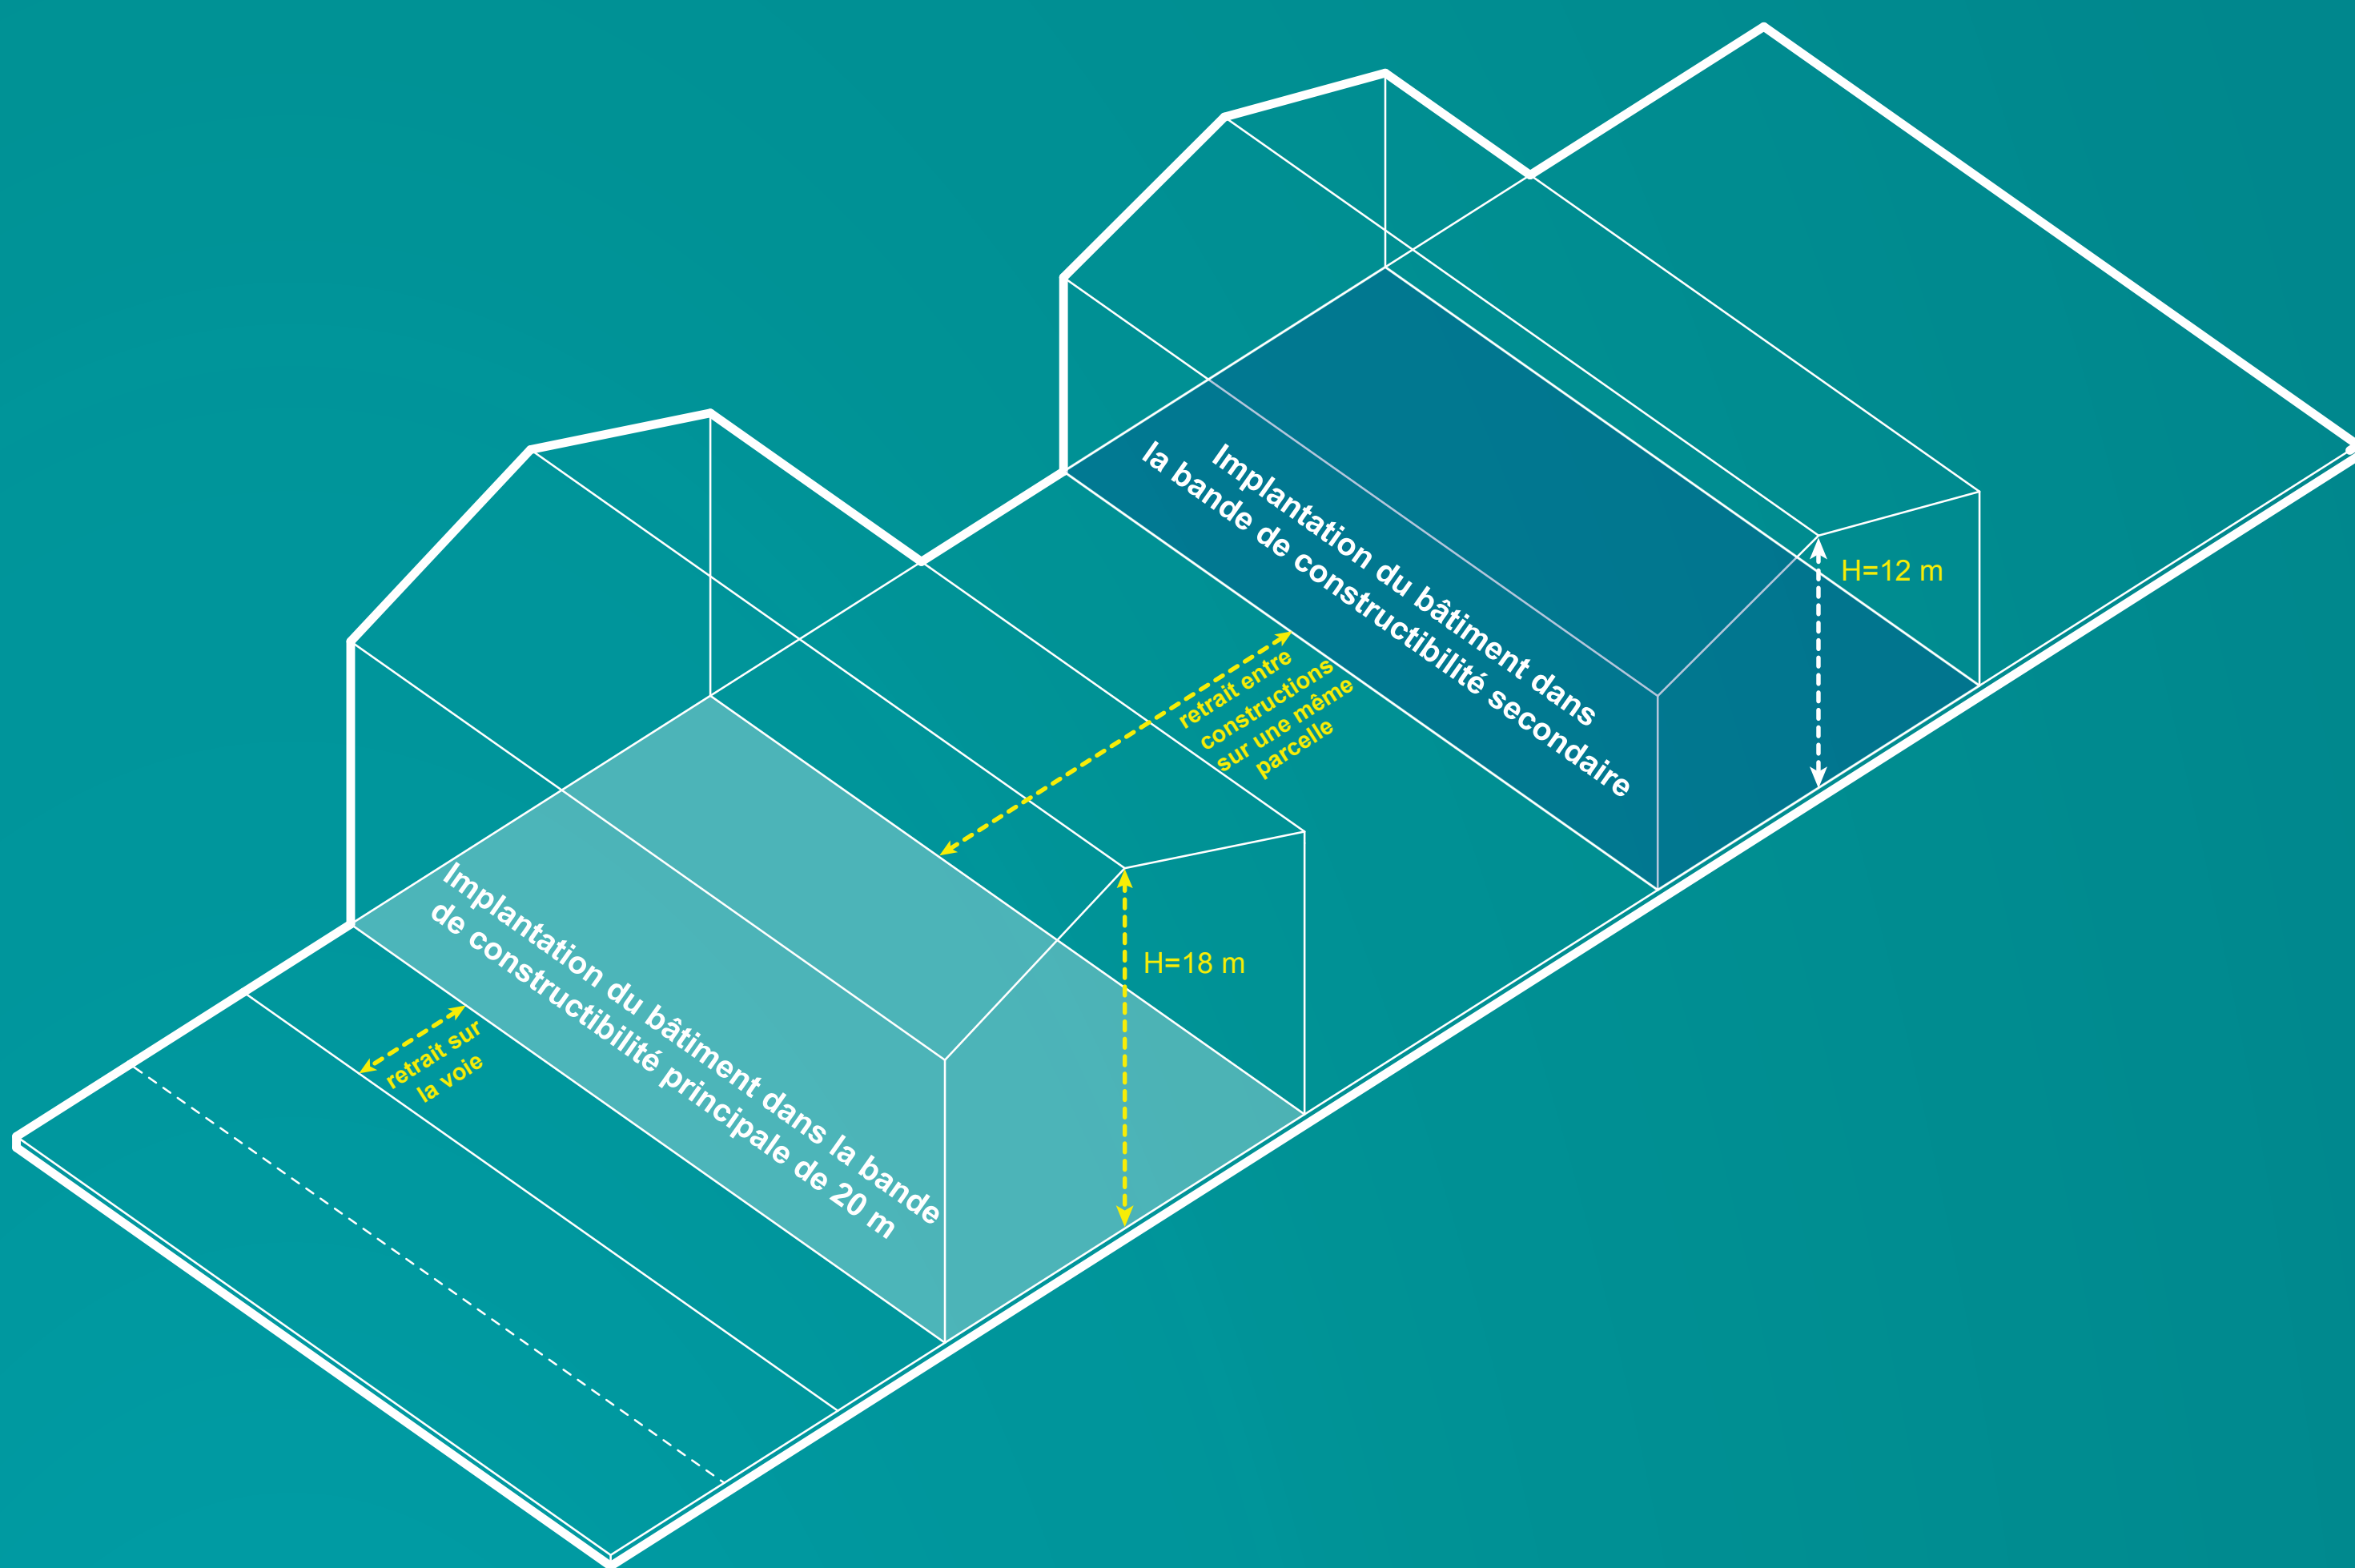 Implantation du bâtiment dans
la bande de constructibilité secondaire
H=12 m
retrait entre
constructions
sur une même
parcelle
Implantation du bâtiment dans la bande
de constructibilité principale de 20 m
H=18 m
retrait sur
la voie